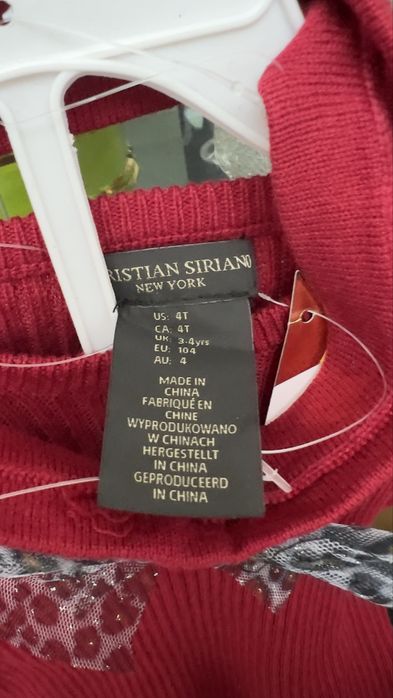 RISTIAN SIRIANO
NEW YORK
US: 4T
CA: 4T
UK: 3-4yrs
EU: 104
AU: 4
MADE IN
CHINA
FABRIQUÉ EN
CHINE
WYPRODUKOWANO
W CHINACH
HERGESTELLT
IN CHINA
GEPRODUCEERD
IN CHINA